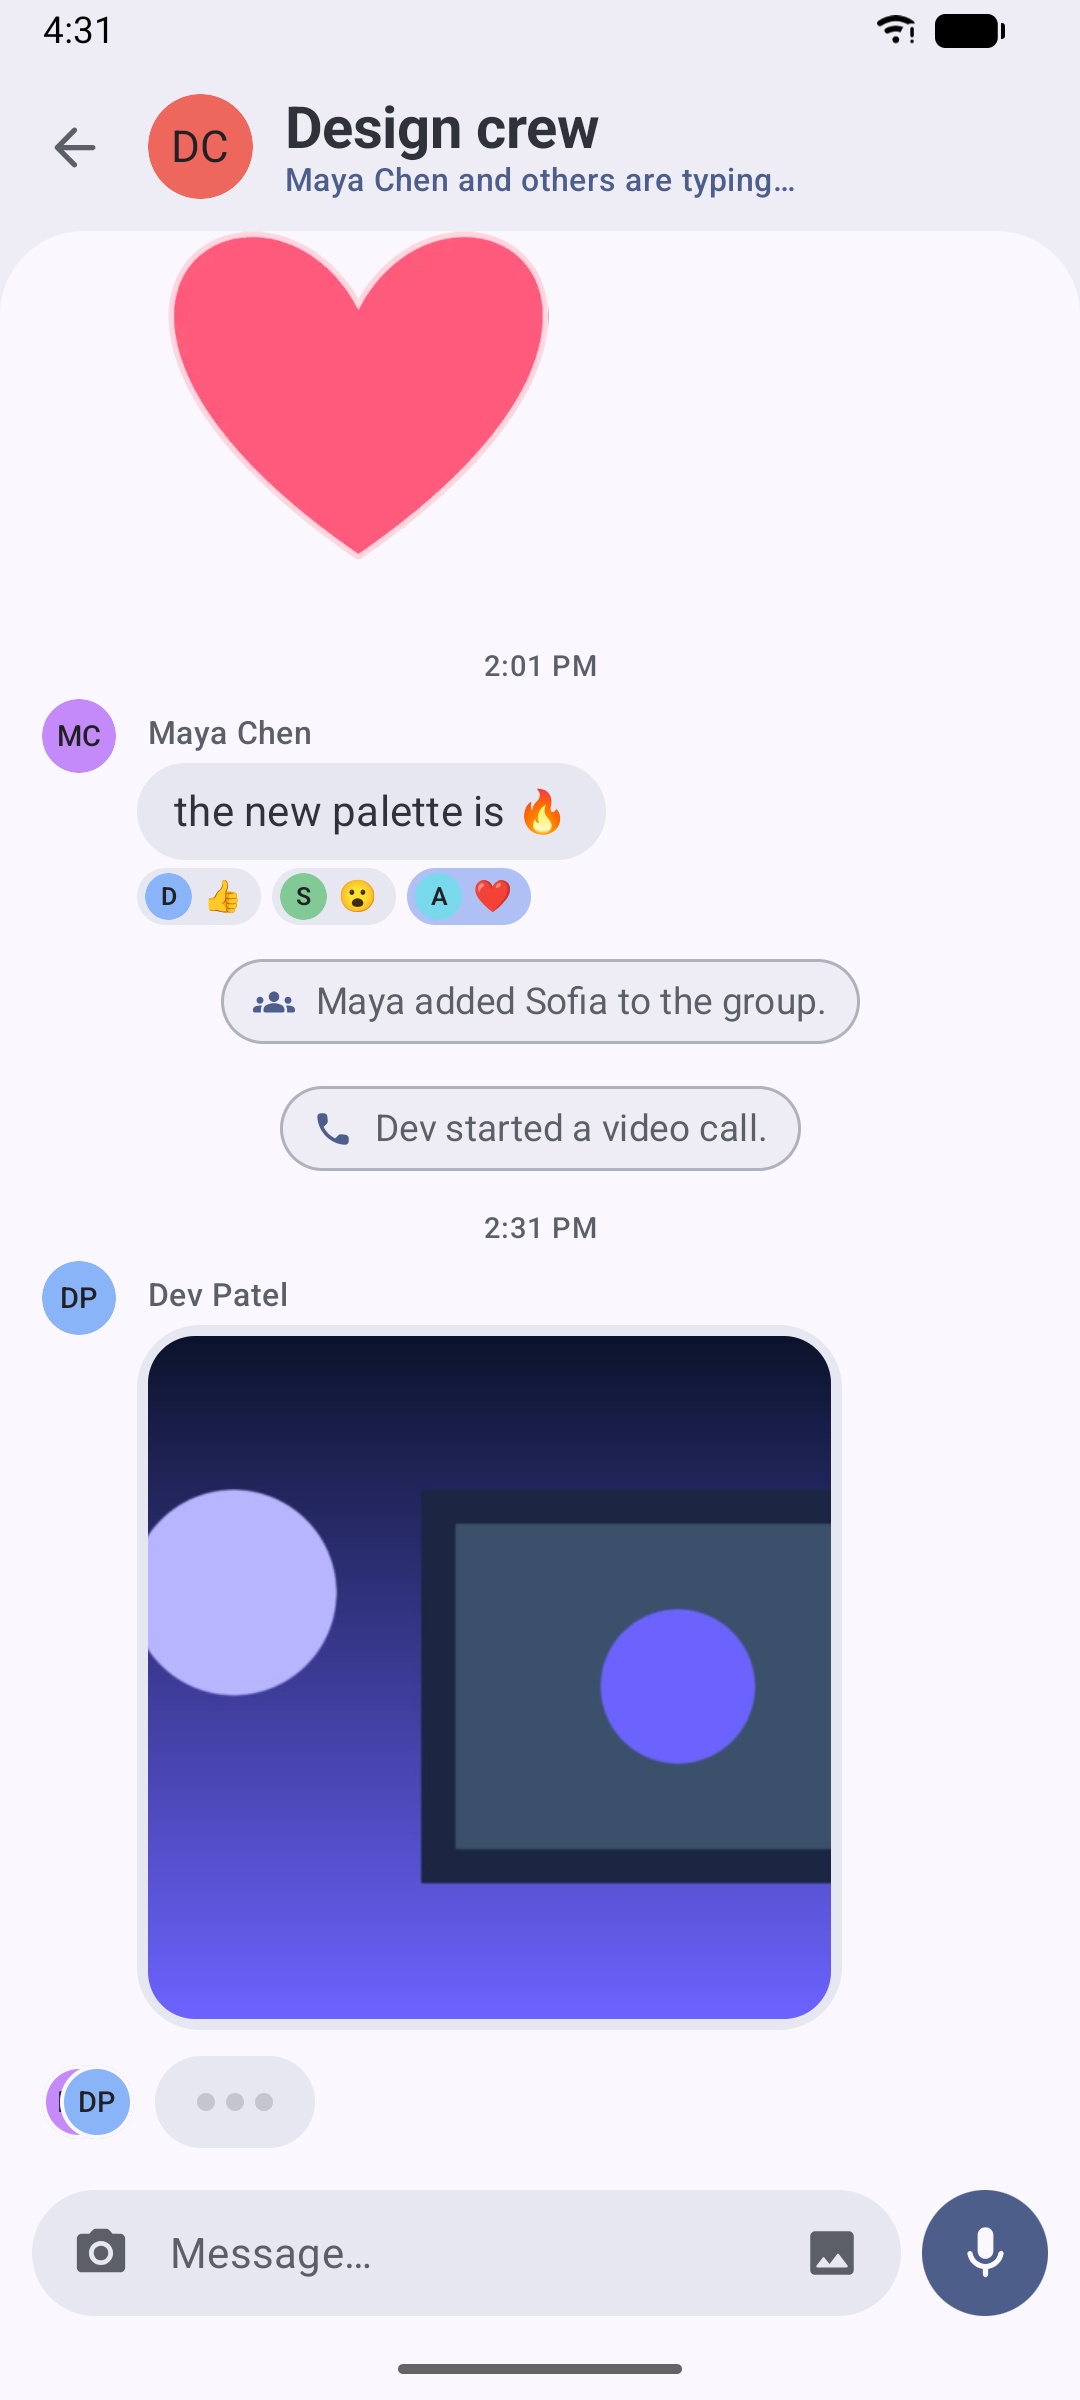 4:31
DC
Design crew
Maya Chen and others are typing…
2:01 PM
MC
Maya Chen
the new palette is 🔥
D 👍 S 😮 A ❤️
Maya added Sofia to the group.
Dev started a video call.
2:31 PM
DP
Dev Patel
DP
Message…